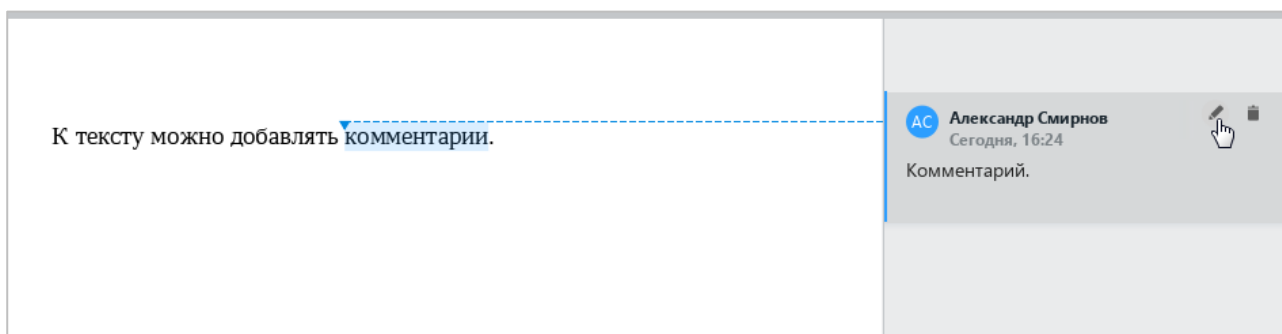 К тексту можно добавлять комментарии.
АС
Александр Смирнов
Сегодня, 16:24
Комментарий.